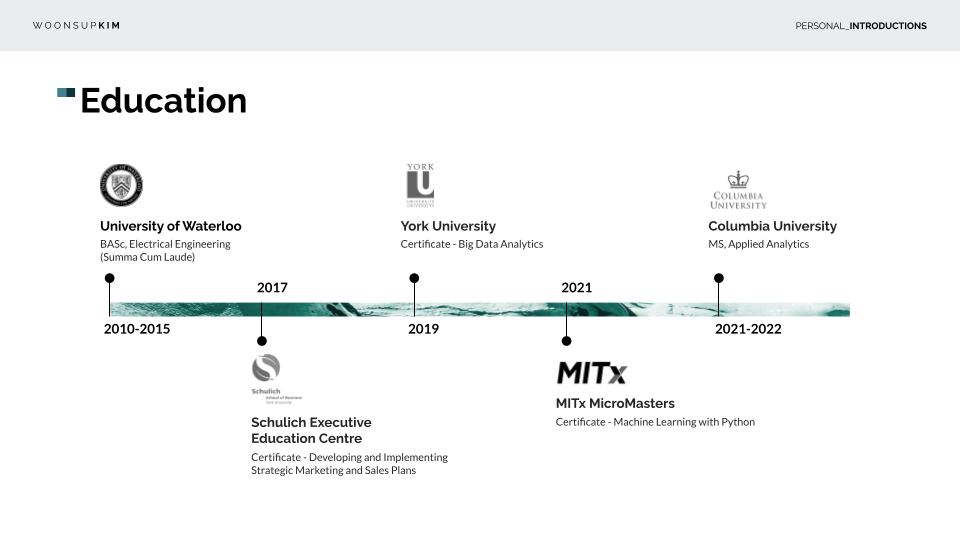 WOONSUPKIM
PERSONAL_INTRODUCTIONS
Education
YORK
U
UNIVERSITÉ
UNIVERSITY
COLUMBIA
UNIVERSITY
University of Waterloo
BASc, Electrical Engineering
(Summa Cum Laude)
York University
Certificate - Big Data Analytics
Columbia University
MS, Applied Analytics
2017
2021
2010-2015
2019
2021-2022
Schulich
School of Business
York University
Schulich Executive
Education Centre
Certificate - Developing and Implementing
Strategic Marketing and Sales Plans
MITx
MITx MicroMasters
Certificate - Machine Learning with Python